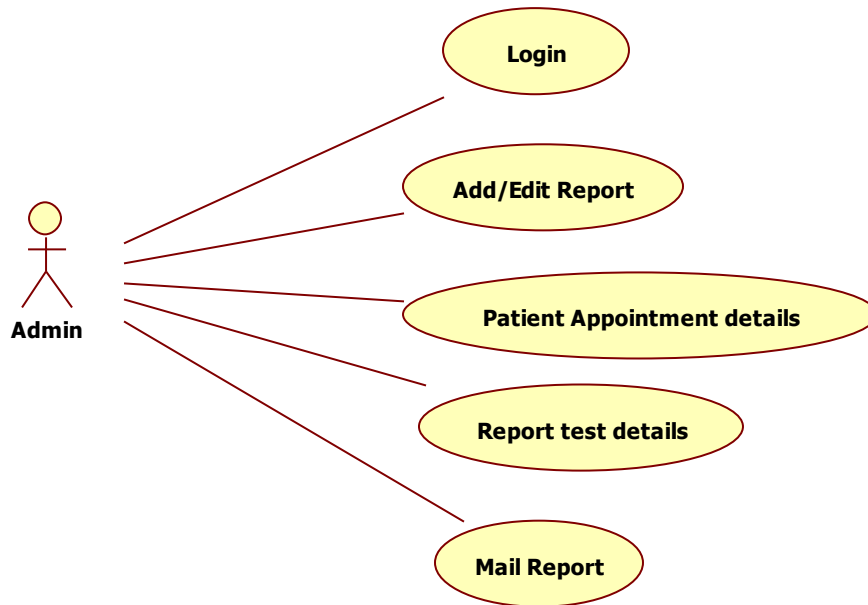 Login
Add/Edit Report
Admin
Patient Appointment details
Report test details
Mail Report